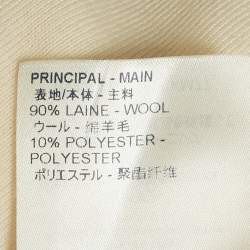 PRINCIPAL - MAIN
表地/本体 - 主料
90% LAINE - WOOL
ウール - 绵羊毛
10% POLYESTER -
POLYESTER
ポリエステル - 聚酯纤维